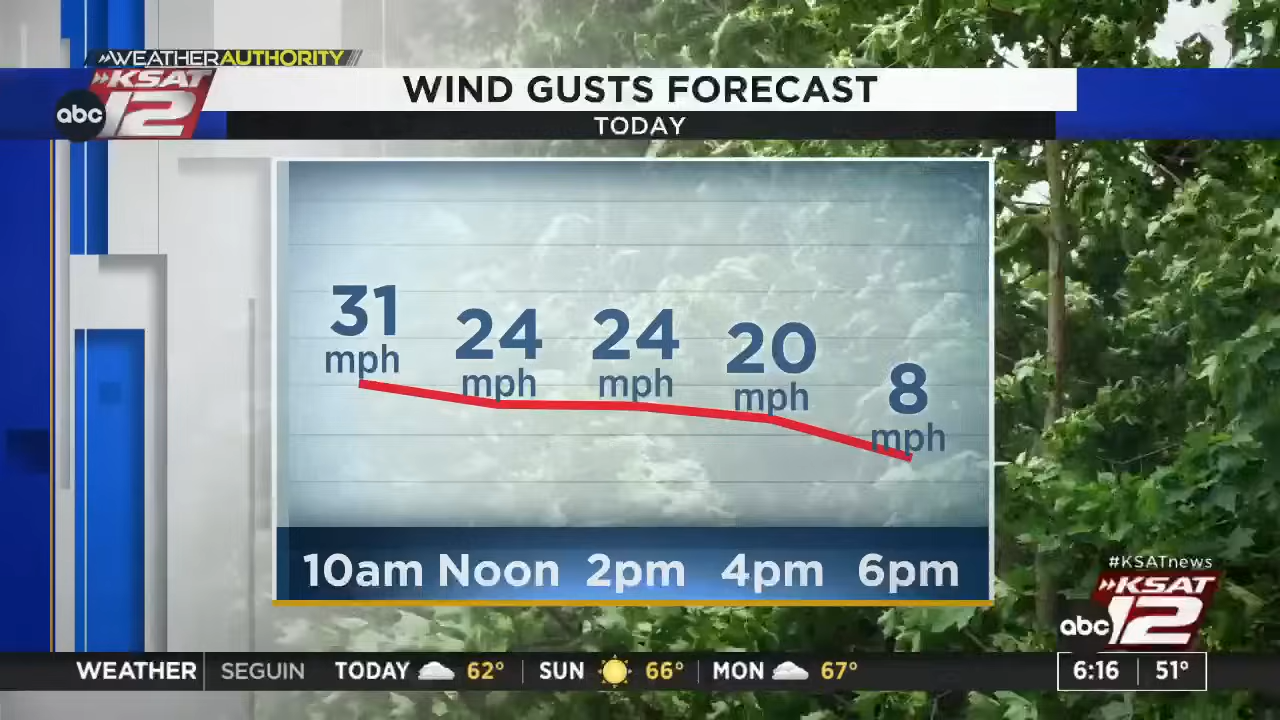 »WEATHERAUTHORITY
»KSAT
abc 12
WIND GUSTS FORECAST
TODAY
31 mph
24 mph
24 mph
20 mph
8 mph
10am Noon 2pm 4pm 6pm
#KSATnews
»KSAT
abc 12
WEATHER SEGUIN TODAY 62° SUN 66° MON 67° 6:16 51°